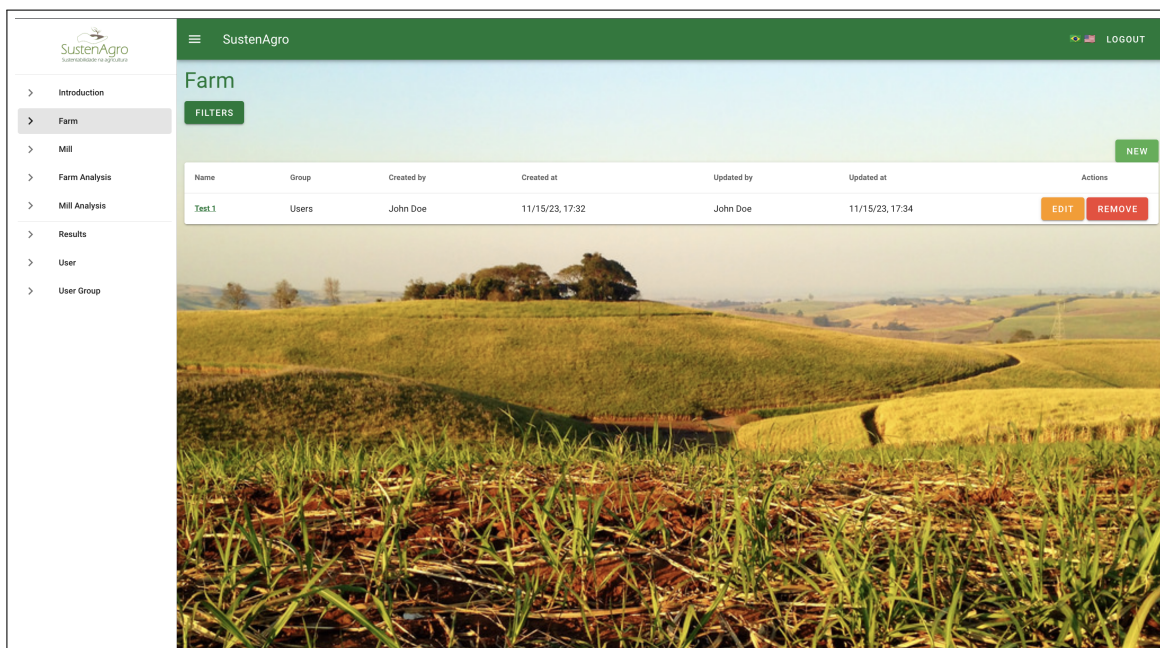 SustenAgro
Sustentabilidade na agricultura
SustenAgro
LOGOUT
Introduction
Farm
Mill
Farm Analysis
Mill Analysis
Results
User
User Group
Farm
FILTERS
NEW
Name Group Created by Created at Updated by Updated at Actions
Test 1 Users John Doe 11/15/23, 17:32 John Doe 11/15/23, 17:34 EDIT REMOVE